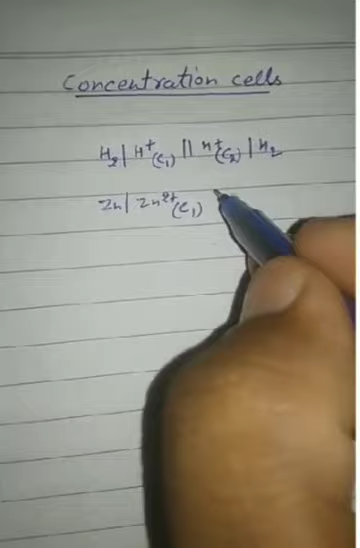 Concentration cells
H₂ | H⁺(C₁) || H⁺(C₂) | H₂
Zn | Zn²⁺(C₁)